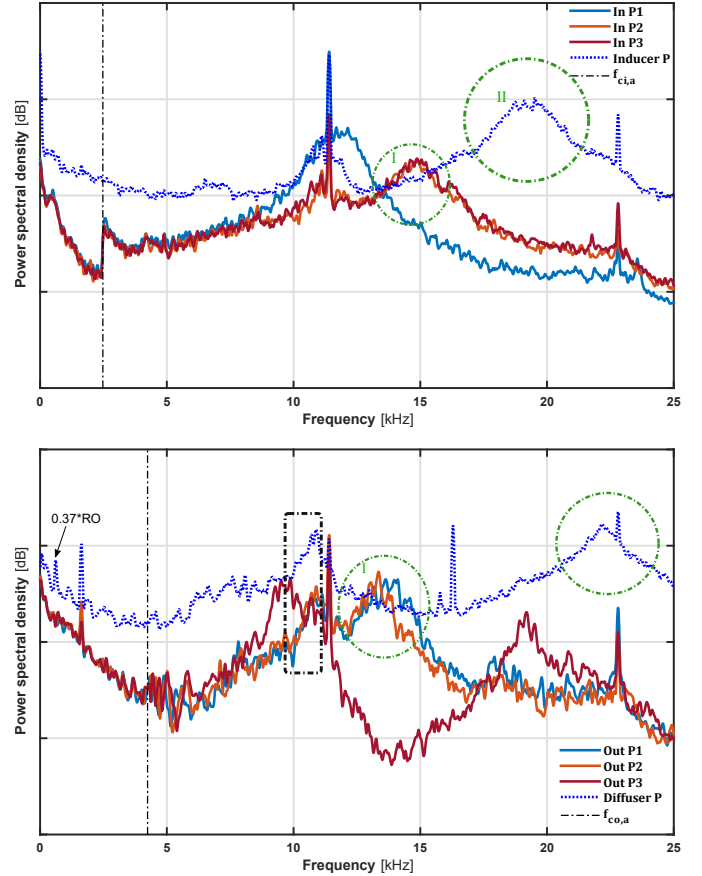 In P1
In P2
In P3
Inducer P
f_ci,a
II
I
Power spectral density [dB]
0 5 10 15 20 25
Frequency [kHz]
0.37*RO
I
Power spectral density [dB]
Out P1
Out P2
Out P3
Diffuser P
f_co,a
0 5 10 15 20 25
Frequency [kHz]